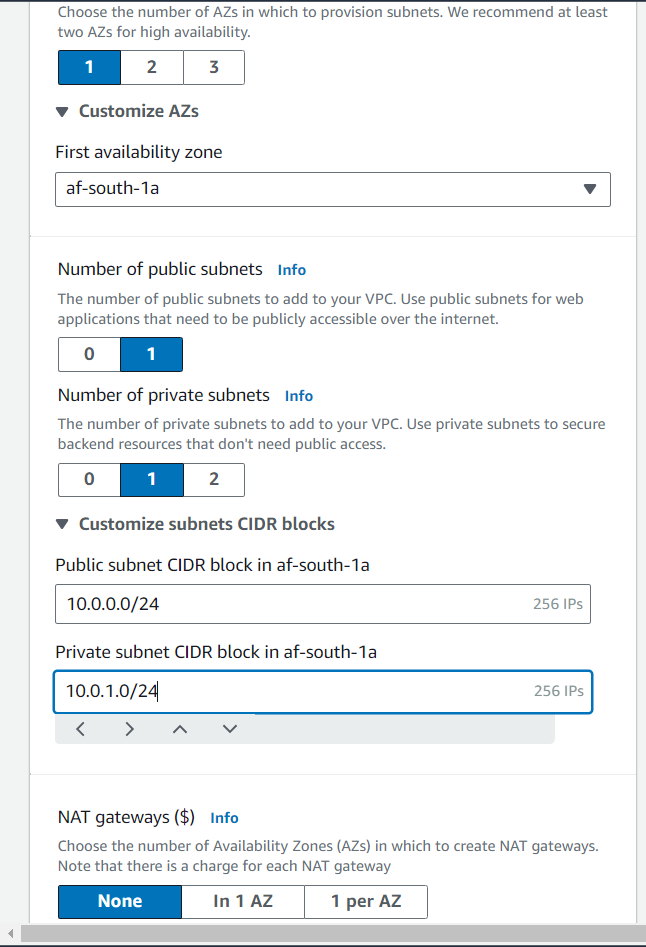 Choose the number of AZs in which to provision subnets. We recommend at least
two AZs for high availability.
1 2 3
Customize AZs
First availability zone
af-south-1a
Number of public subnets Info
The number of public subnets to add to your VPC. Use public subnets for web
applications that need to be publicly accessible over the internet.
0 1
Number of private subnets Info
The number of private subnets to add to your VPC. Use private subnets to secure
backend resources that don't need public access.
0 1 2
Customize subnets CIDR blocks
Public subnet CIDR block in af-south-1a
10.0.0.0/24 256 IPs
Private subnet CIDR block in af-south-1a
10.0.1.0/24 256 IPs
NAT gateways ($) Info
Choose the number of Availability Zones (AZs) in which to create NAT gateways.
Note that there is a charge for each NAT gateway
None In 1 AZ 1 per AZ